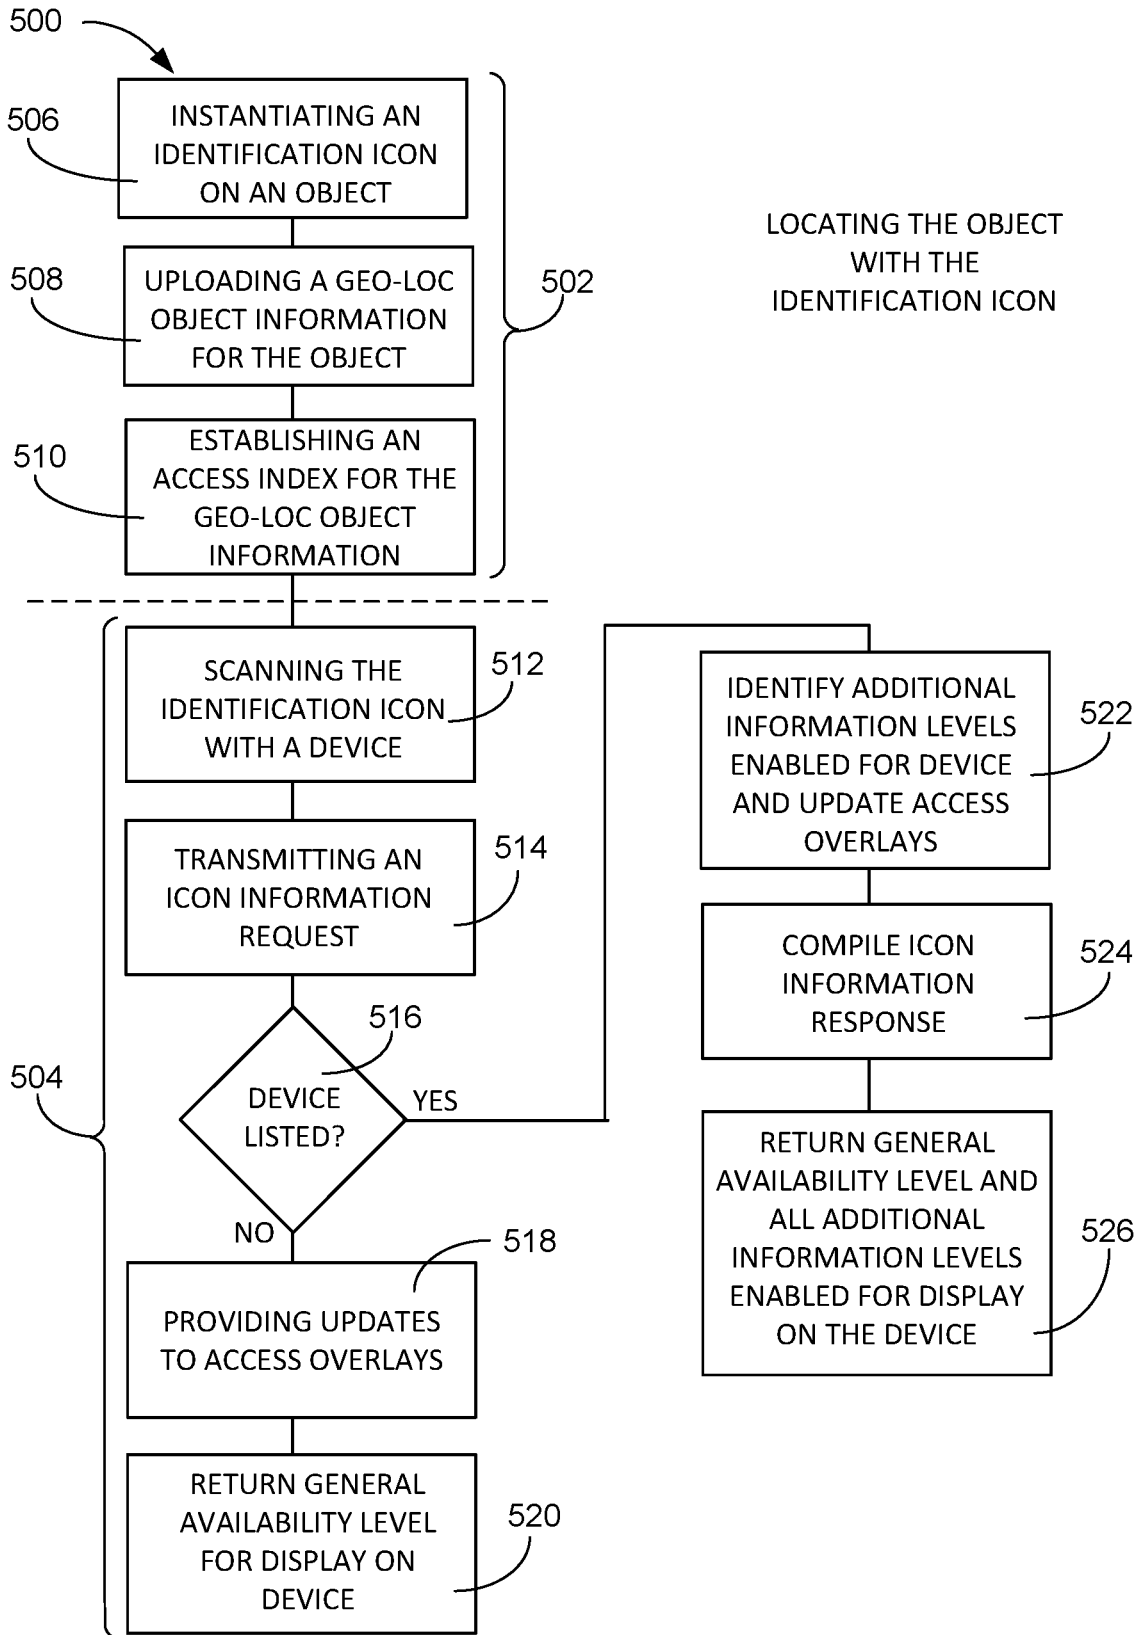 500
506
INSTANTIATING AN
IDENTIFICATION ICON
ON AN OBJECT
508
UPLOADING A GEO-LOC
OBJECT INFORMATION
FOR THE OBJECT
502
510
ESTABLISHING AN
ACCESS INDEX FOR THE
GEO-LOC OBJECT
INFORMATION
LOCATING THE OBJECT
WITH THE
IDENTIFICATION ICON
504
SCANNING THE
IDENTIFICATION ICON
WITH A DEVICE
512
TRANSMITTING AN
ICON INFORMATION
REQUEST
514
516
DEVICE
LISTED?
YES
NO
518
PROVIDING UPDATES
TO ACCESS OVERLAYS
RETURN GENERAL
AVAILABILITY LEVEL
FOR DISPLAY ON
DEVICE
520
IDENTIFY ADDITIONAL
INFORMATION LEVELS
ENABLED FOR DEVICE
AND UPDATE ACCESS
OVERLAYS
522
COMPILE ICON
INFORMATION
RESPONSE
524
RETURN GENERAL
AVAILABILITY LEVEL AND
ALL ADDITIONAL
INFORMATION LEVELS
ENABLED FOR DISPLAY
ON THE DEVICE
526